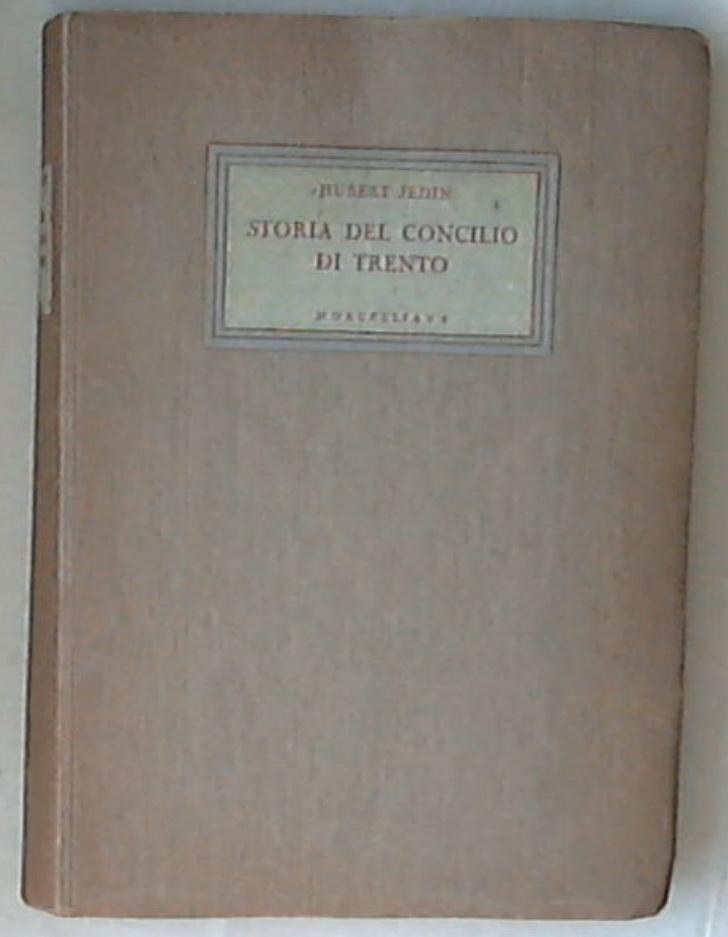 HUBERT JEDIN
STORIA DEL CONCILIO
DI TRENTO
MORCELLIANA